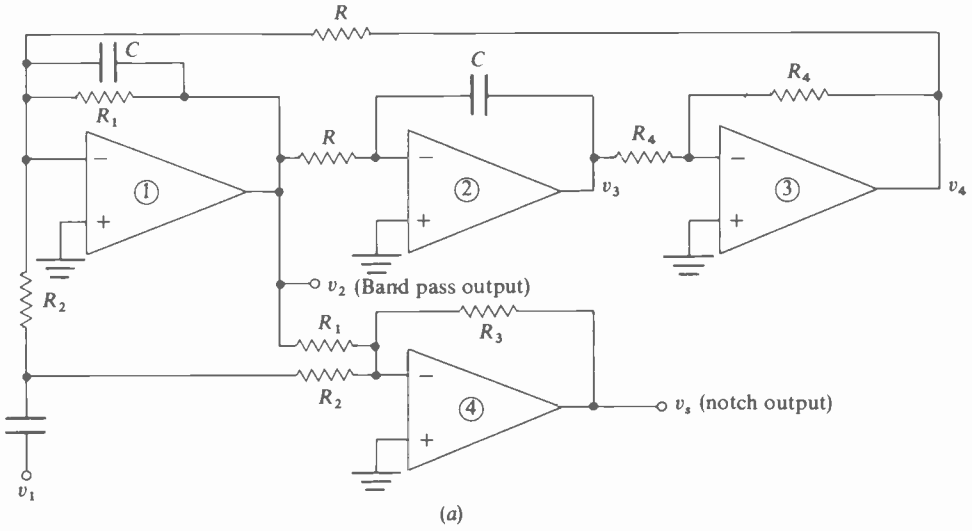 R
C
R₁
−
+
①
R
C
−
+
②
v₃
R₄
R₄
−
+
③
v₄
R₂
v₂ (Band pass output)
R₁
R₂
R₃
−
+
④
vₛ (notch output)
v₁
(a)